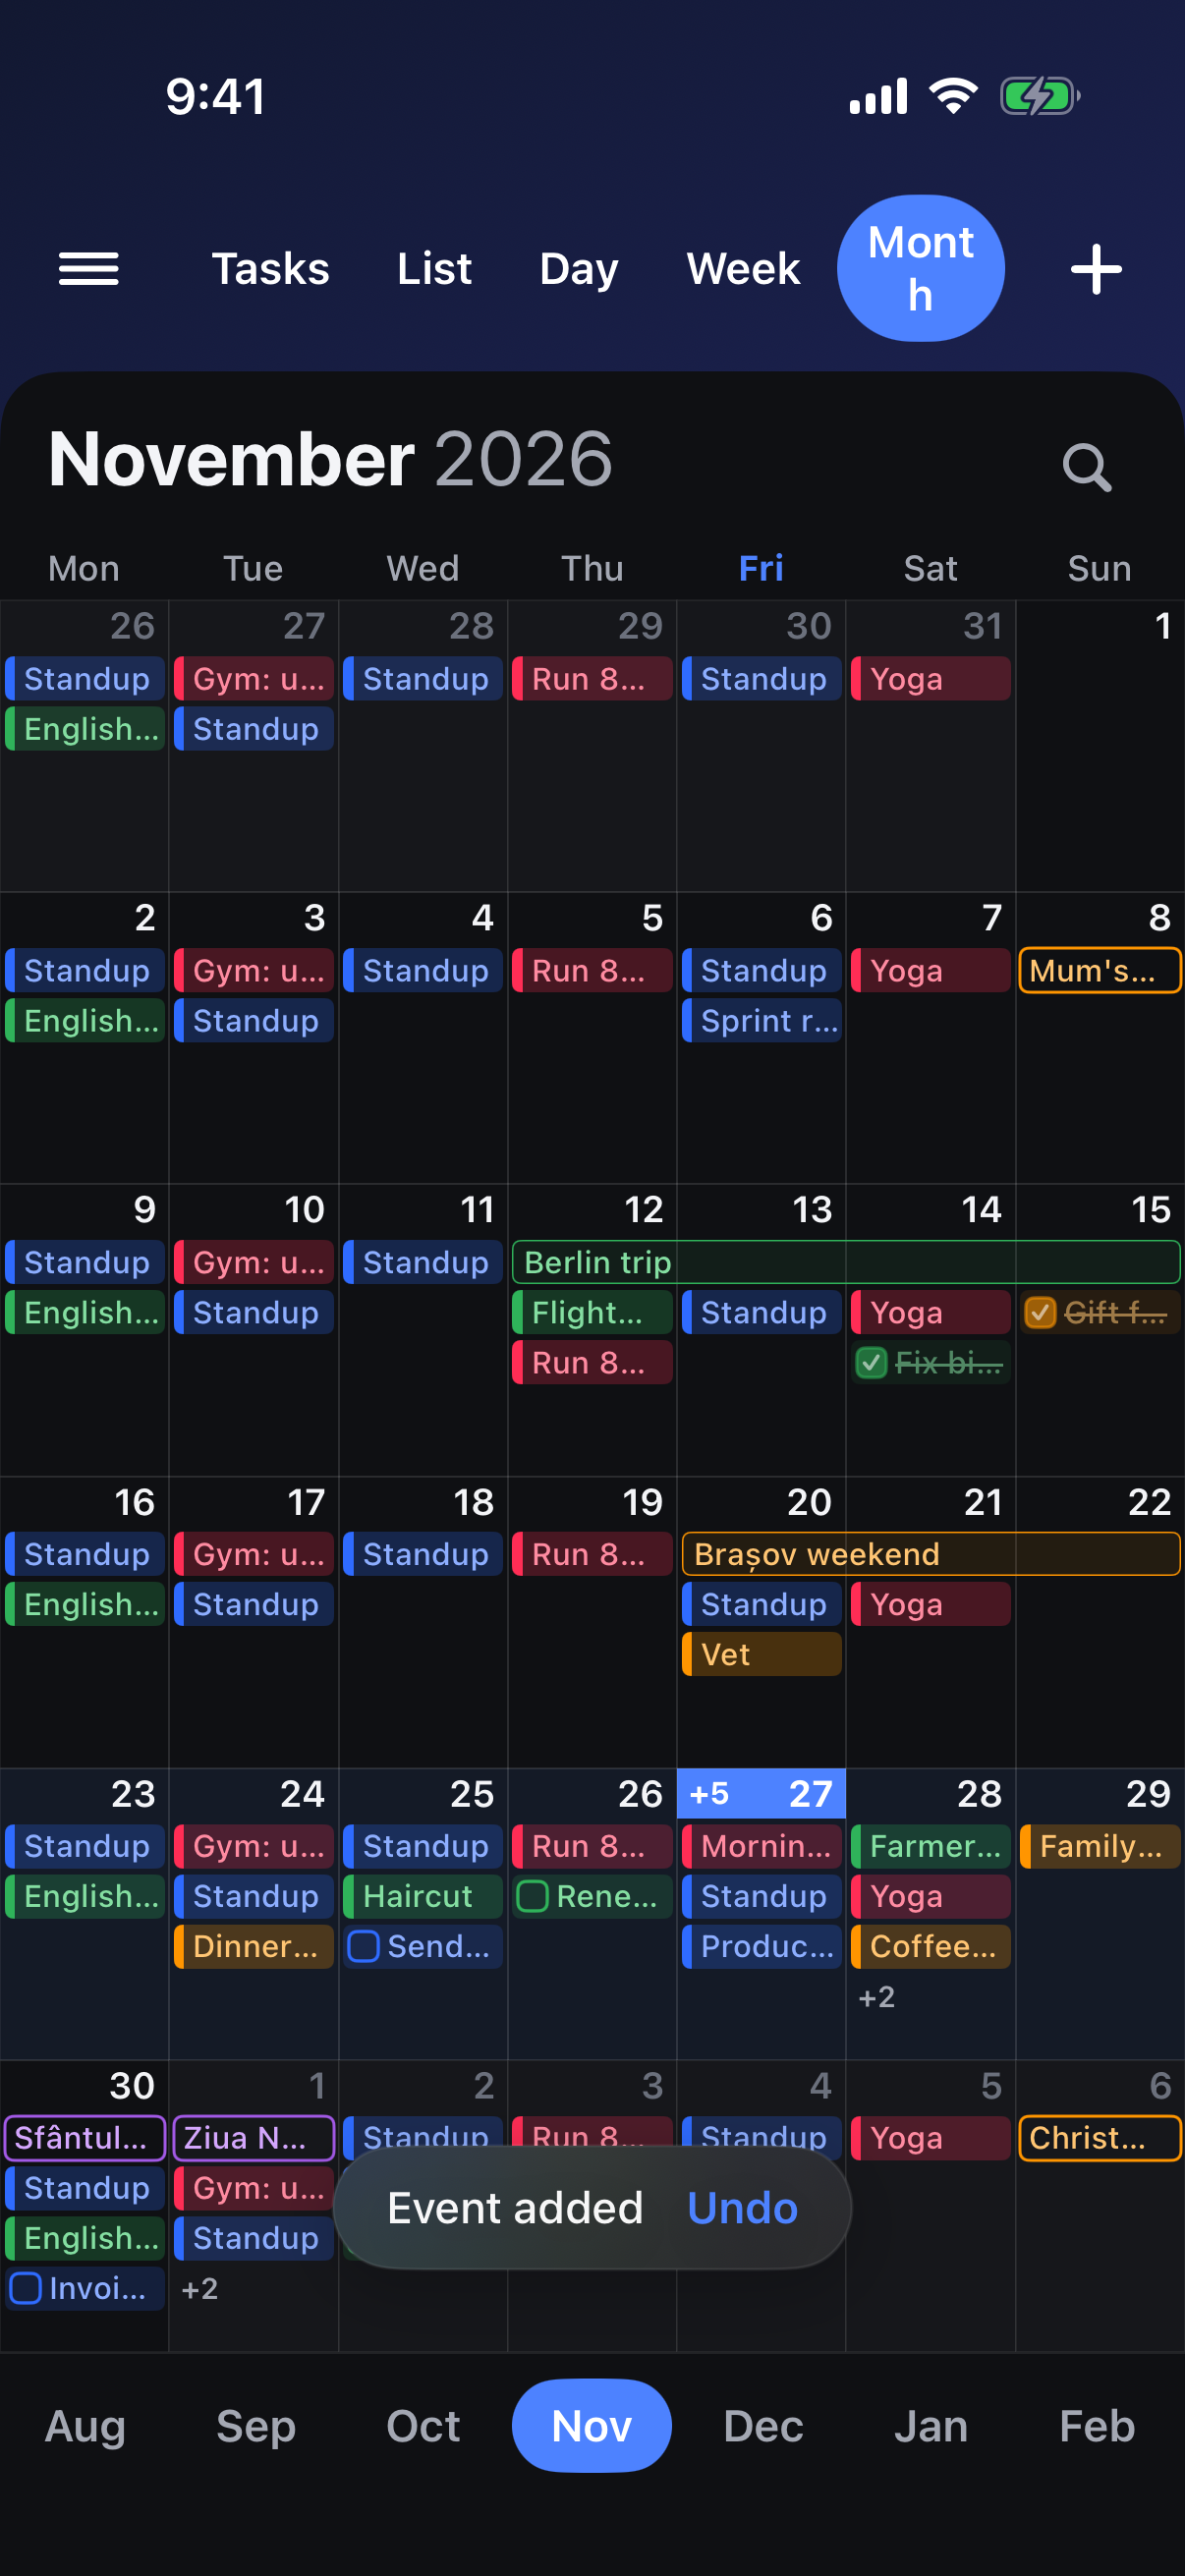 9:41
Tasks List Day Week Mont
h
November 2026
Mon Tue Wed Thu Fri Sat Sun
26 27 28 29 30 31 1
Standup Gym: u... Standup Run 8... Standup Yoga
English... Standup
2 3 4 5 6 7 8
Standup Gym: u... Standup Run 8... Standup Yoga Mum's...
English... Standup Sprint r...
9 10 11 12 13 14 15
Standup Gym: u... Standup Berlin trip
English... Standup Flight... Standup Yoga Gift f...
Run 8... Fix bi...
16 17 18 19 20 21 22
Standup Gym: u... Standup Run 8... Brașov weekend
English... Standup Standup Yoga
Vet
23 24 25 26 +5 27 28 29
Standup Gym: u... Standup Run 8... Mornin... Farmer... Family...
English... Standup Haircut Rene... Standup Yoga
Dinner... Send... Produc... Coffee...
+2
30 1 2 3 4 5 6
Sfântul... Ziua N... Standup Run 8... Standup Yoga Christ...
Standup Gym: u...
English... Standup
Invoi... +2
Event added Undo
Aug Sep Oct Nov Dec Jan Feb